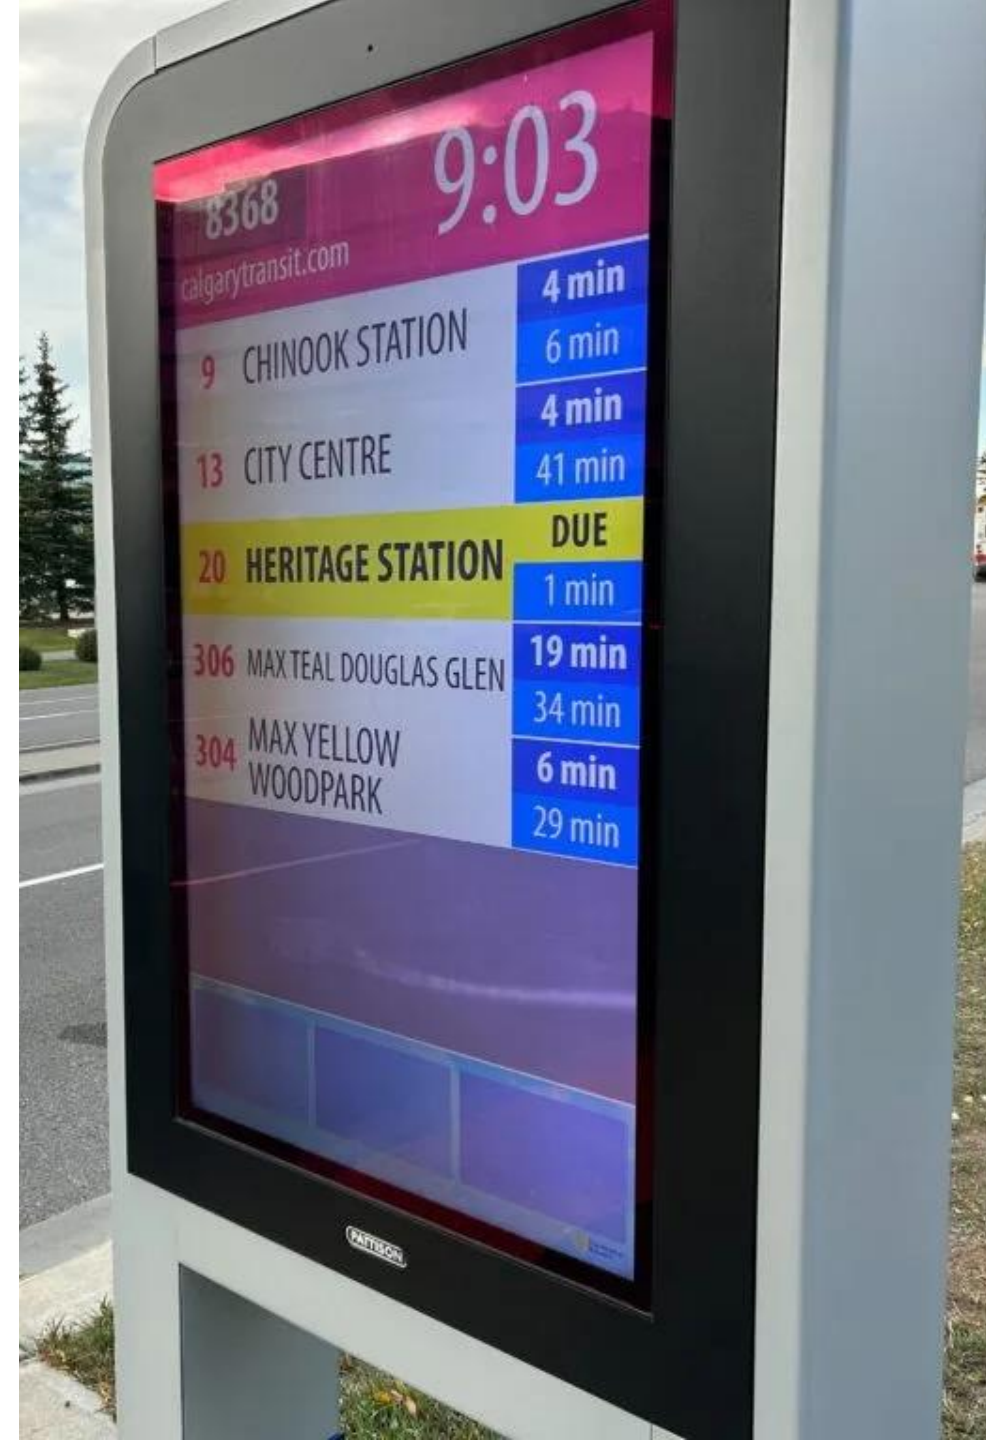 8368
9:03
calgarytransit.com
9 CHINOOK STATION
4 min
6 min
13 CITY CENTRE
4 min
41 min
20 HERITAGE STATION
DUE
1 min
306 MAX TEAL DOUGLAS GLEN
19 min
34 min
304 MAX YELLOW
WOODPARK
6 min
29 min
PATTISON